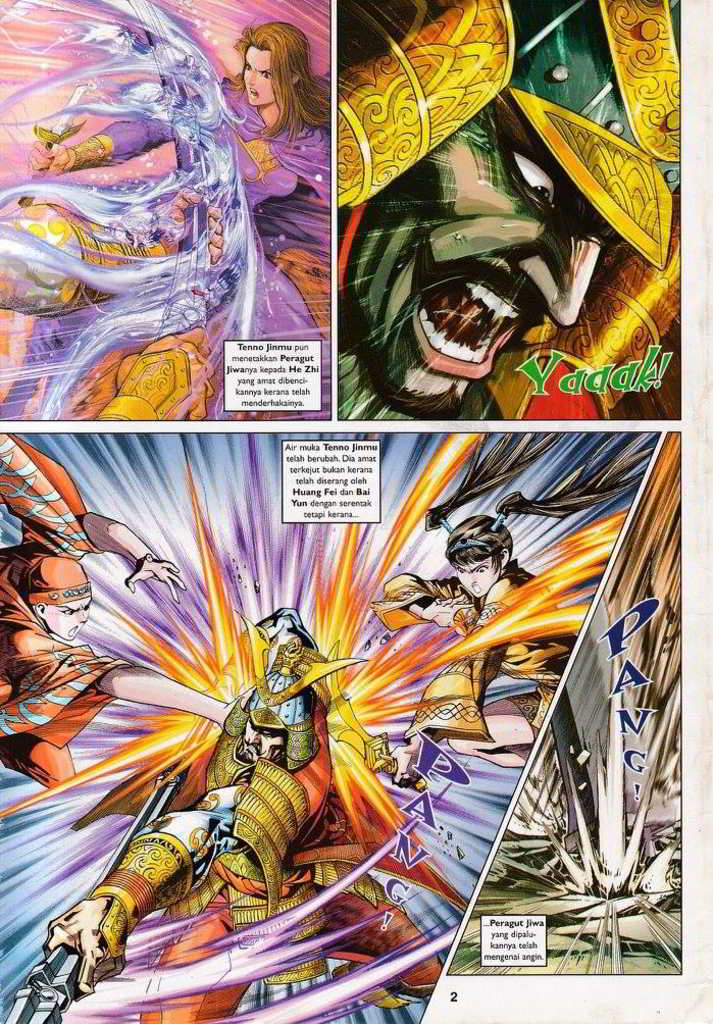 Tenno Jinmu pun
menetakkan Peragut
Jiwanya kepada He Zhi
yang amat dibenci-
kannya kerana telah
menderhakainya.
Yaaak!
Air muka Tenno Jinmu
telah berubah. Dia amat
terkejut bukan kerana
telah diserang oleh
Huang Fei dan Bai
Yun dengan serentak
tetapi kerana...
PANG!
PANG!
...Peragut Jiwa
yang dipalu-
kannya telah
mengenai angin.
2